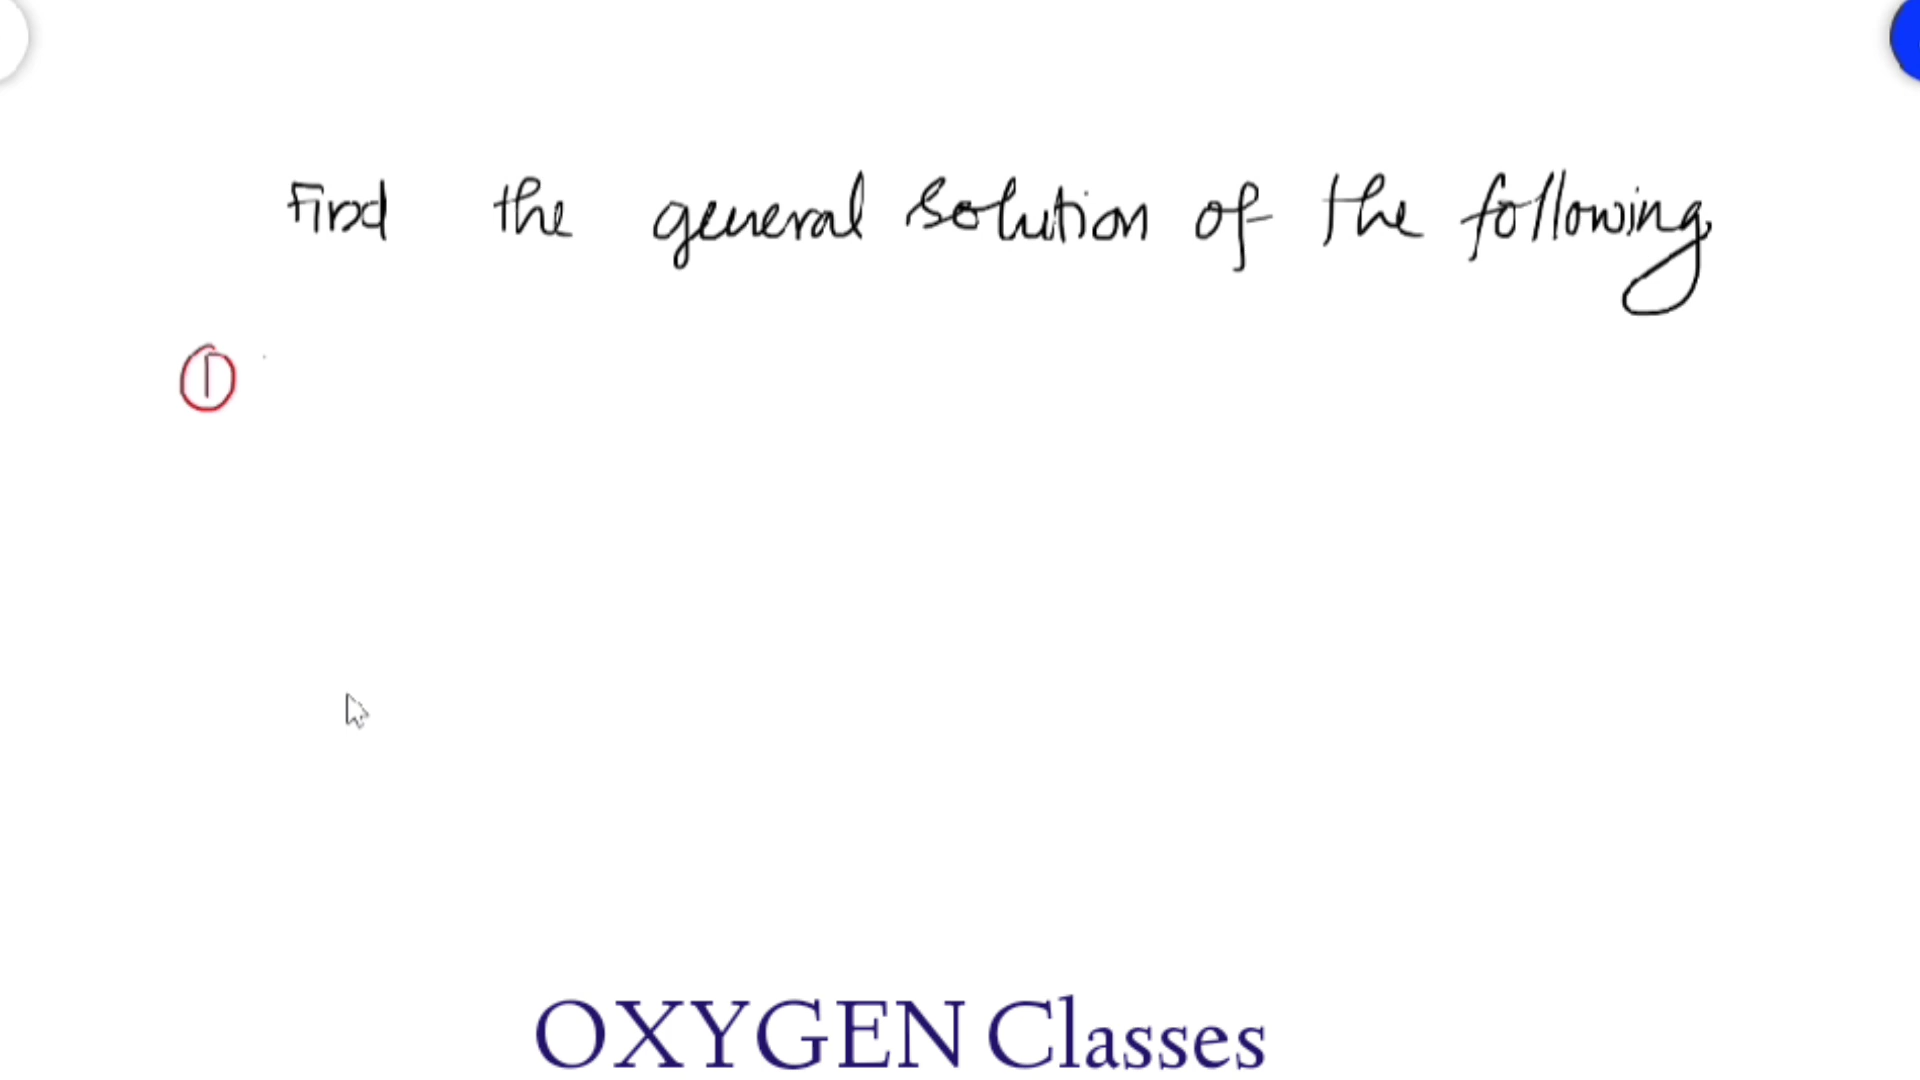 Find the general solution of the following
①
OXYGEN Classes